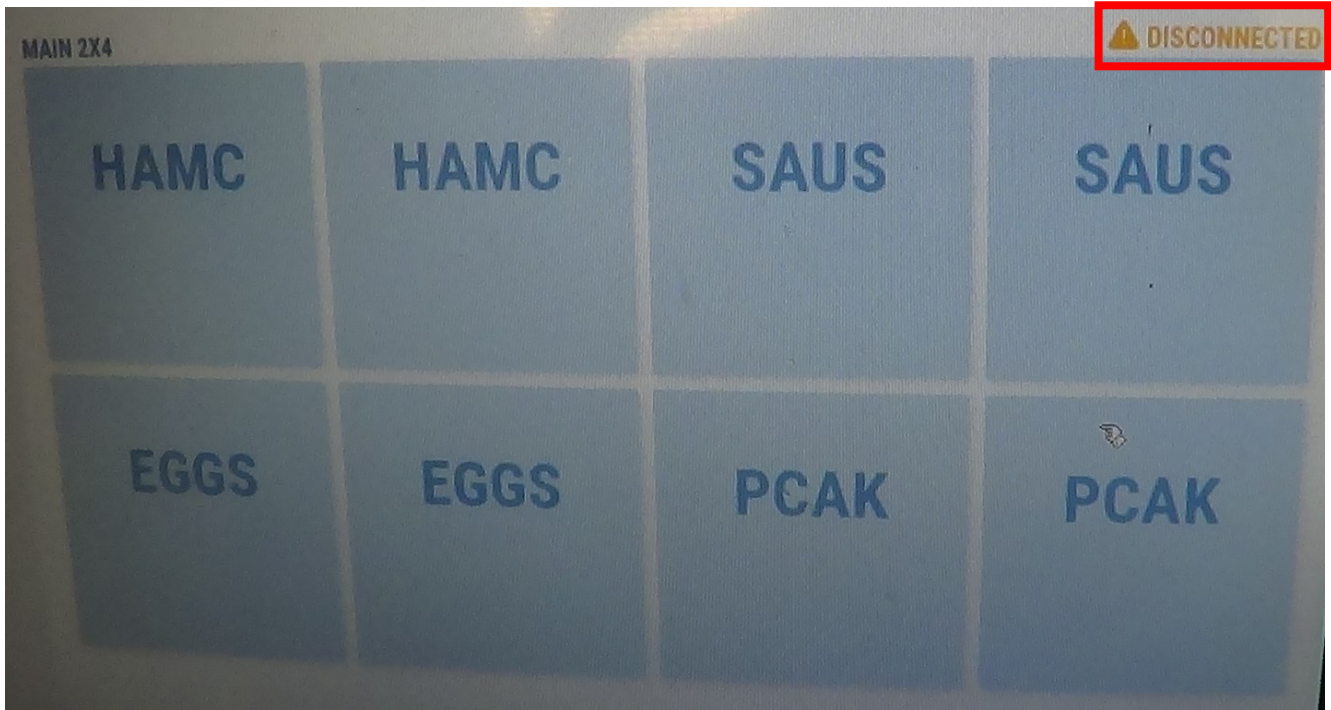 MAIN 2X4
DISCONNECTED
HAMC HAMC SAUS SAUS
EGGS EGGS PCAK PCAK